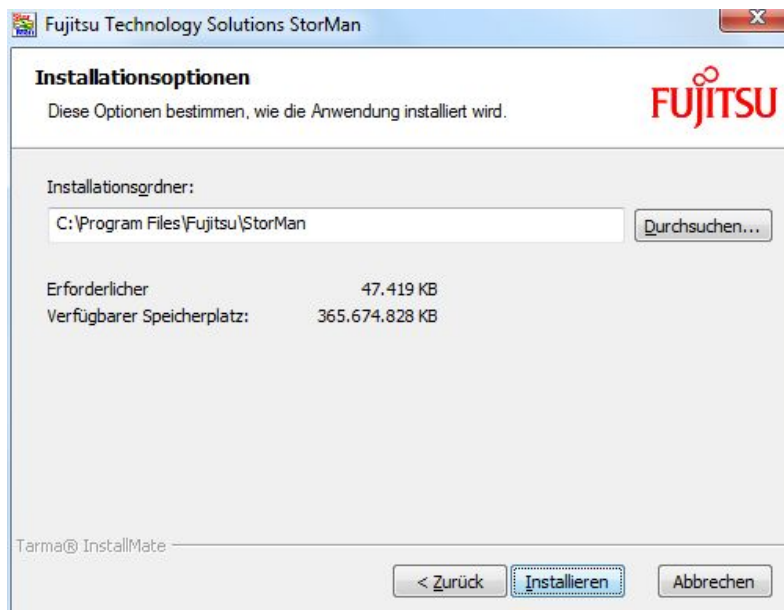 Fujitsu Technology Solutions StorMan
Installationsoptionen
Diese Optionen bestimmen, wie die Anwendung installiert wird.
FUJITSU
Installationsordner:
C:\Program Files\Fujitsu\StorMan
Durchsuchen...
Erforderlicher 47.419 KB
Verfügbarer Speicherplatz: 365.674.828 KB
Tarma® InstallMate
< Zurück Installieren Abbrechen